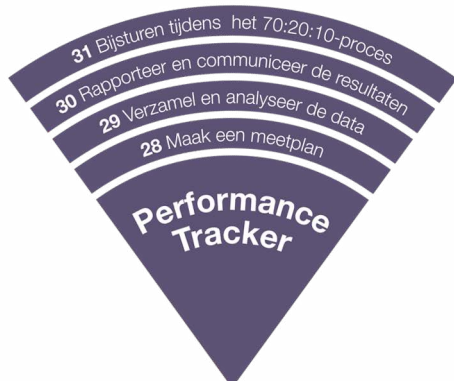 31 Bijsturen tijdens het 70:20:10-proces
30 Rapporteer en communiceer de resultaten
29 Verzamel en analyseer de data
28 Maak een meetplan
Performance
Tracker